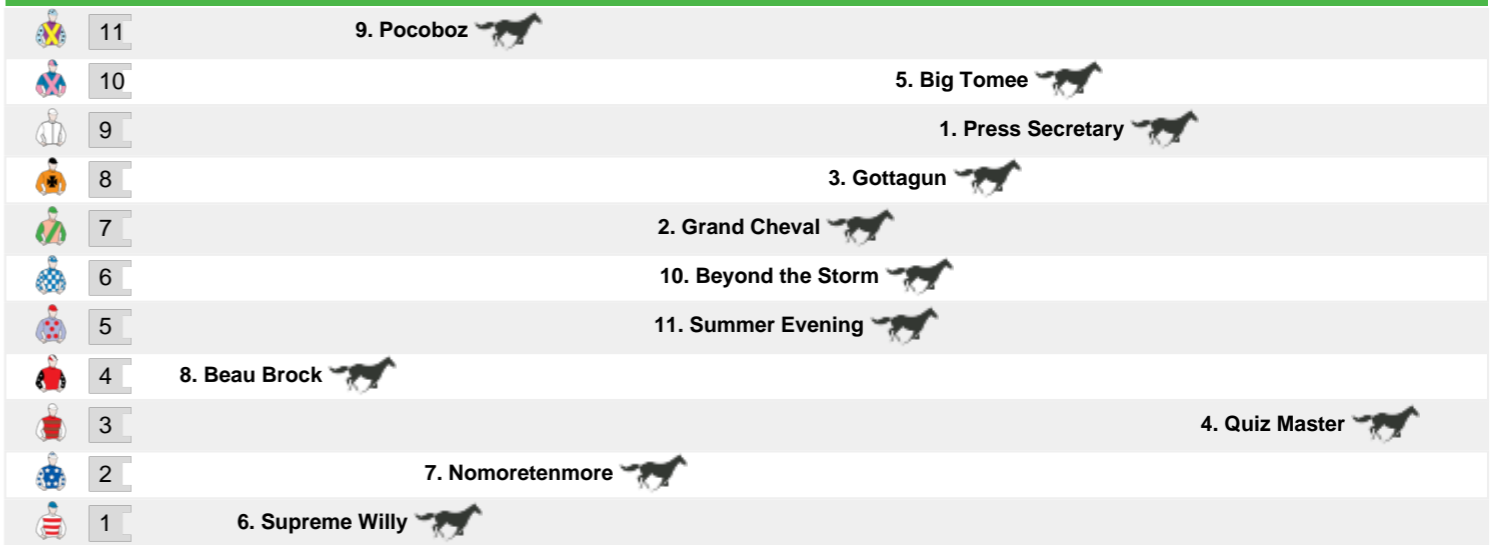 11 9. Pocoboz
10 5. Big Tomee
9 1. Press Secretary
8 3. Gottagun
7 2. Grand Cheval
6 10. Beyond the Storm
5 11. Summer Evening
4 8. Beau Brock
3 4. Quiz Master
2 7. Nomoretenmore
1 6. Supreme Willy